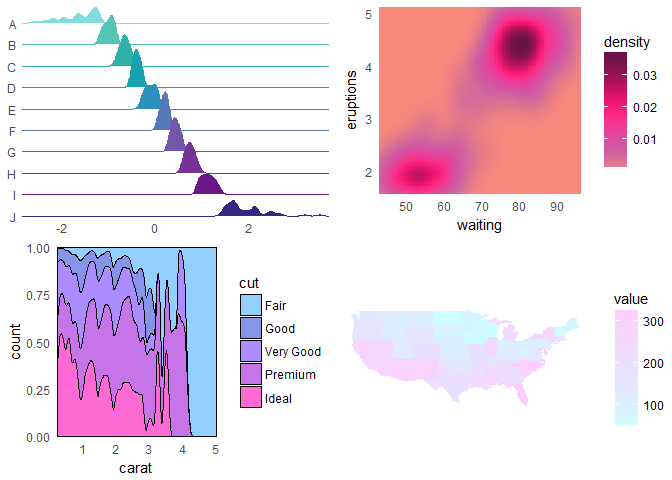 A
B
C
D
E
F
G
H
I
J
-2 0 2
5
4
3
2
eruptions
50 60 70 80 90
waiting
density
0.03
0.02
0.01
1.00
0.75
0.50
0.25
0.00
count
1 2 3 4 5
carat
cut
Fair
Good
Very Good
Premium
Ideal
value
300
200
100